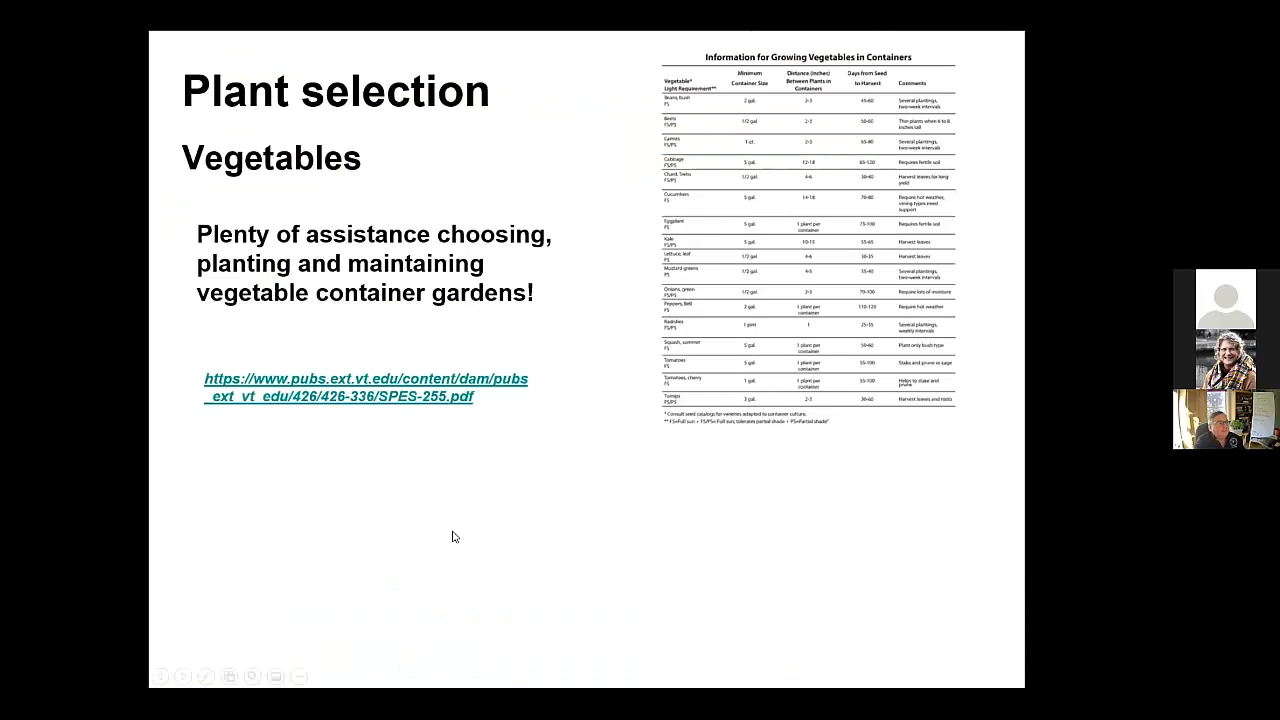 Plant selection
Vegetables
Plenty of assistance choosing,
planting and maintaining
vegetable container gardens!
https://www.pubs.ext.vt.edu/content/dam/pubs
_ext_vt_edu/426/426-336/SPES-255.pdf
Information for Growing Vegetables in Containers
Vegetable* Light Requirement** Minimum Container Size Distance (Inches) Between Plants in Containers Days from Seed to Harvest Comments
Beans, bush FS 2 gal. 2-3 45-60 Several plantings, two-week intervals
Beets FS/PS 1/2 gal. 2-3 50-60 Thin plants when 6 to 8 inches tall
Carrots FS/PS 1 qt. 2-3 65-80 Several plantings, two-week intervals
Cabbage FS/PS 5 gal. 12-18 65-120 Requires fertile soil
Chard, Swiss FS/PS 1/2 gal. 4-6 30-40 Harvest leaves for long yield
Cucumbers FS 5 gal. 14-18 70-80 Require hot weather, vining types need support
Eggplant FS 5 gal. 1 plant per container 75-100 Requires fertile soil
Kale FS/PS 5 gal. 10-15 55-65 Harvest leaves
Lettuce, leaf PS 1/2 gal. 4-6 30-35 Harvest leaves
Mustard greens PS 1/2 gal. 4-5 35-40 Several plantings, two-week intervals
Onions, green FS/PS 1/2 gal. 2-3 70-100 Require lots of moisture
Peppers, Bell FS 2 gal. 1 plant per container 110-120 Require hot weather
Radishes FS/PS 1 pint 1 25-35 Several plantings, weekly intervals
Squash, summer FS 5 gal. 1 plant per container 50-60 Plant only bush type
Tomatoes FS 5 gal. 1 plant per container 55-100 Stake and prune or cage
Tomatoes, cherry FS 1 gal. 1 plant per container 55-100 Helps to stake and prune
Turnips FS/PS 3 gal. 2-3 30-60 Harvest leaves and roots
* Consult seed catalogs for varieties adapted to container culture.
** FS=Full sun • FS/PS= Full sun; tolerates partial shade • PS=Partial shade